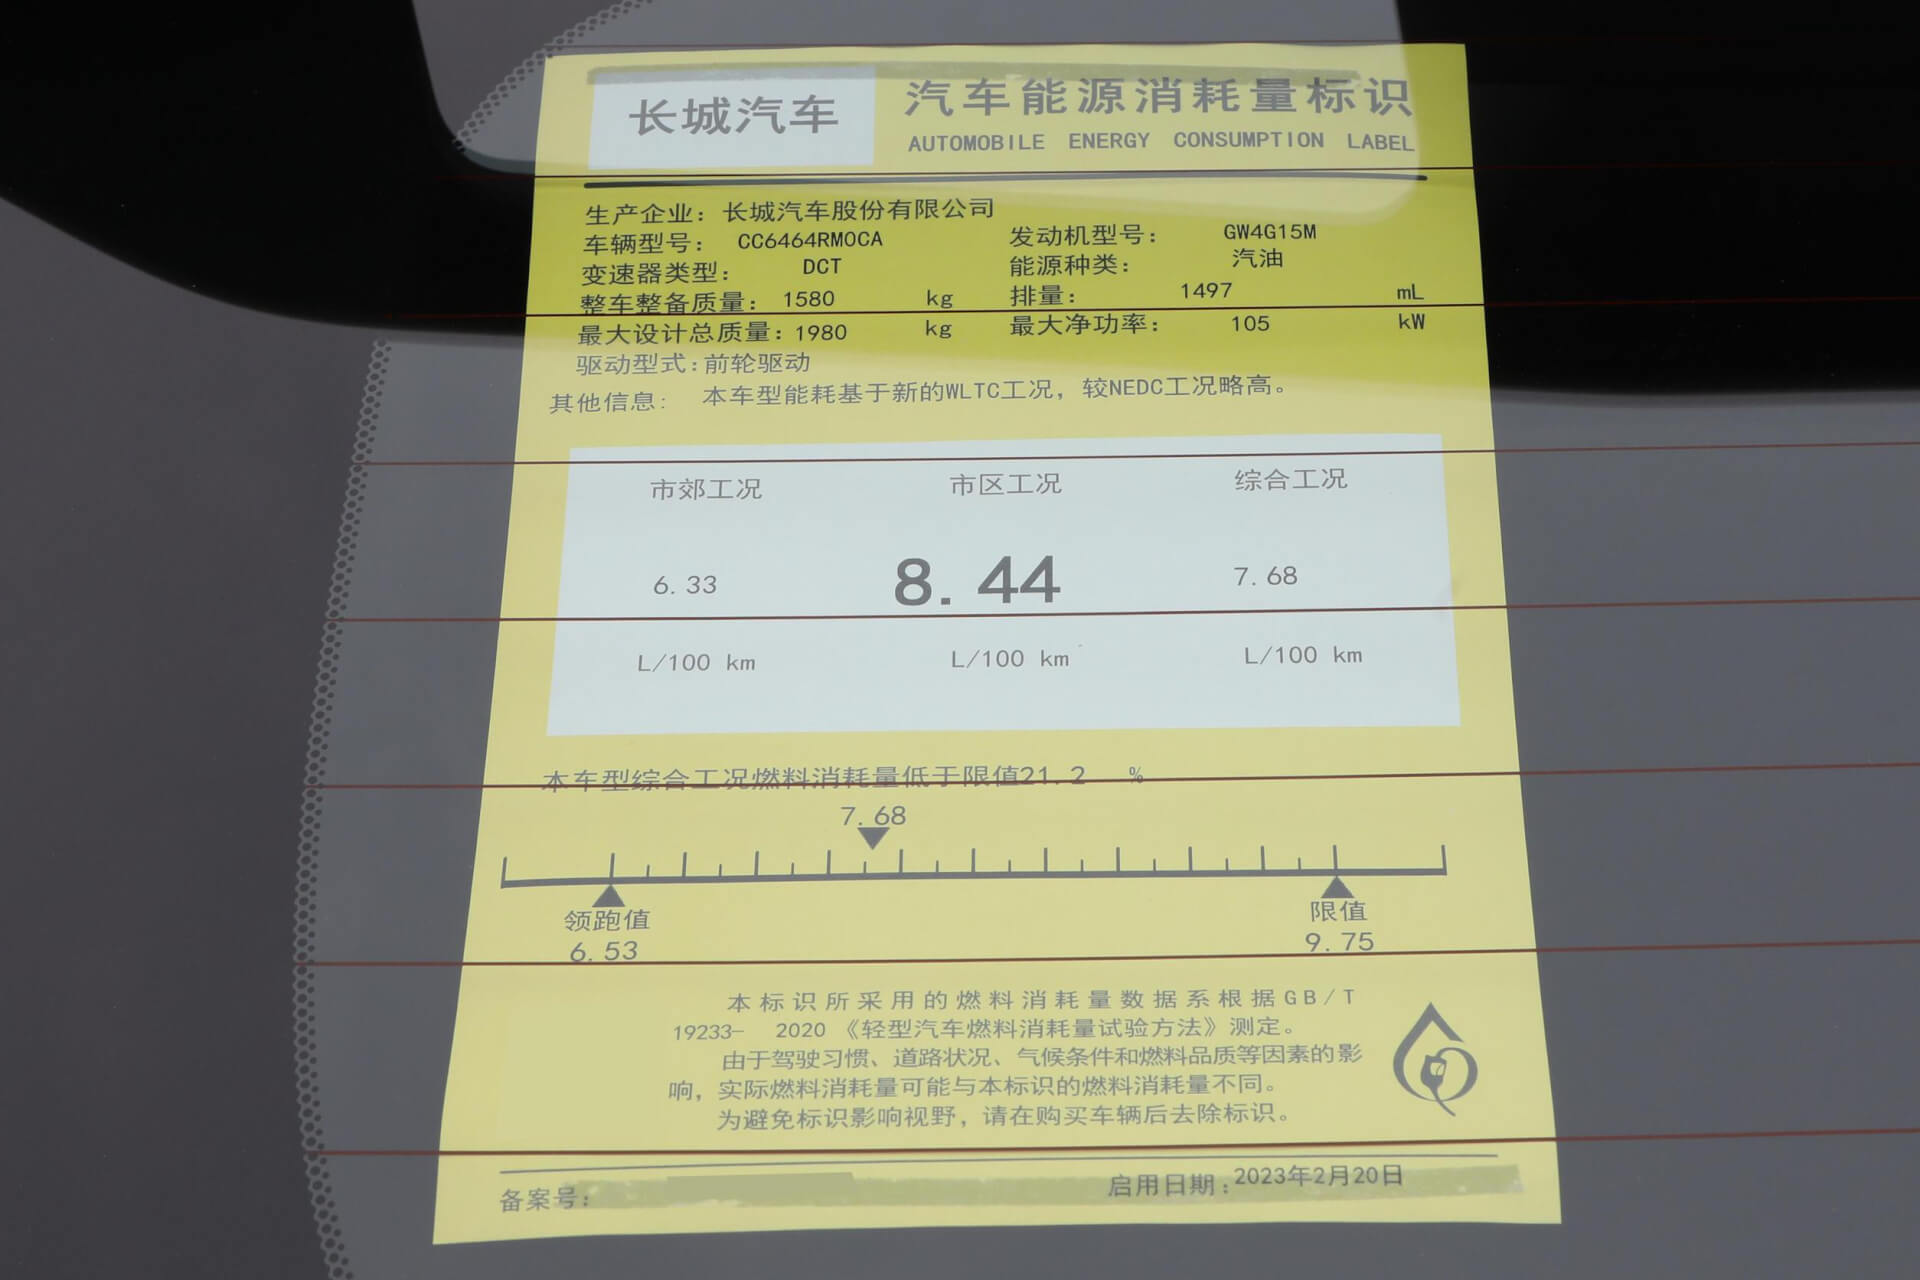 长城汽车
汽车能源消耗量标识
AUTOMOBILE ENERGY CONSUMPTION LABEL
生产企业：长城汽车股份有限公司
车辆型号：CC6464RM0CA 发动机型号：GW4G15M
变速器类型：DCT 能源种类：汽油
整车整备质量：1580 kg 排量：1497 mL
最大设计总质量：1980 kg 最大净功率：105 kW
驱动型式：前轮驱动
其他信息：本车型能耗基于新的WLTC工况，较NEDC工况略高。
市郊工况 市区工况 综合工况
6.33 8.44 7.68
L/100 km L/100 km L/100 km
本车型综合工况燃料消耗量低于限值21.2 %
7.68
领跑值 限值
6.53 9.75
本标识所采用的燃料消耗量数据系根据GB/T
19233- 2020《轻型汽车燃料消耗量试验方法》测定。
由于驾驶习惯、道路状况、气候条件和燃料品质等因素的影
响，实际燃料消耗量可能与本标识的燃料消耗量不同。
为避免标识影响视野，请在购买车辆后去除标识。
备案号： 启用日期：2023年2月20日